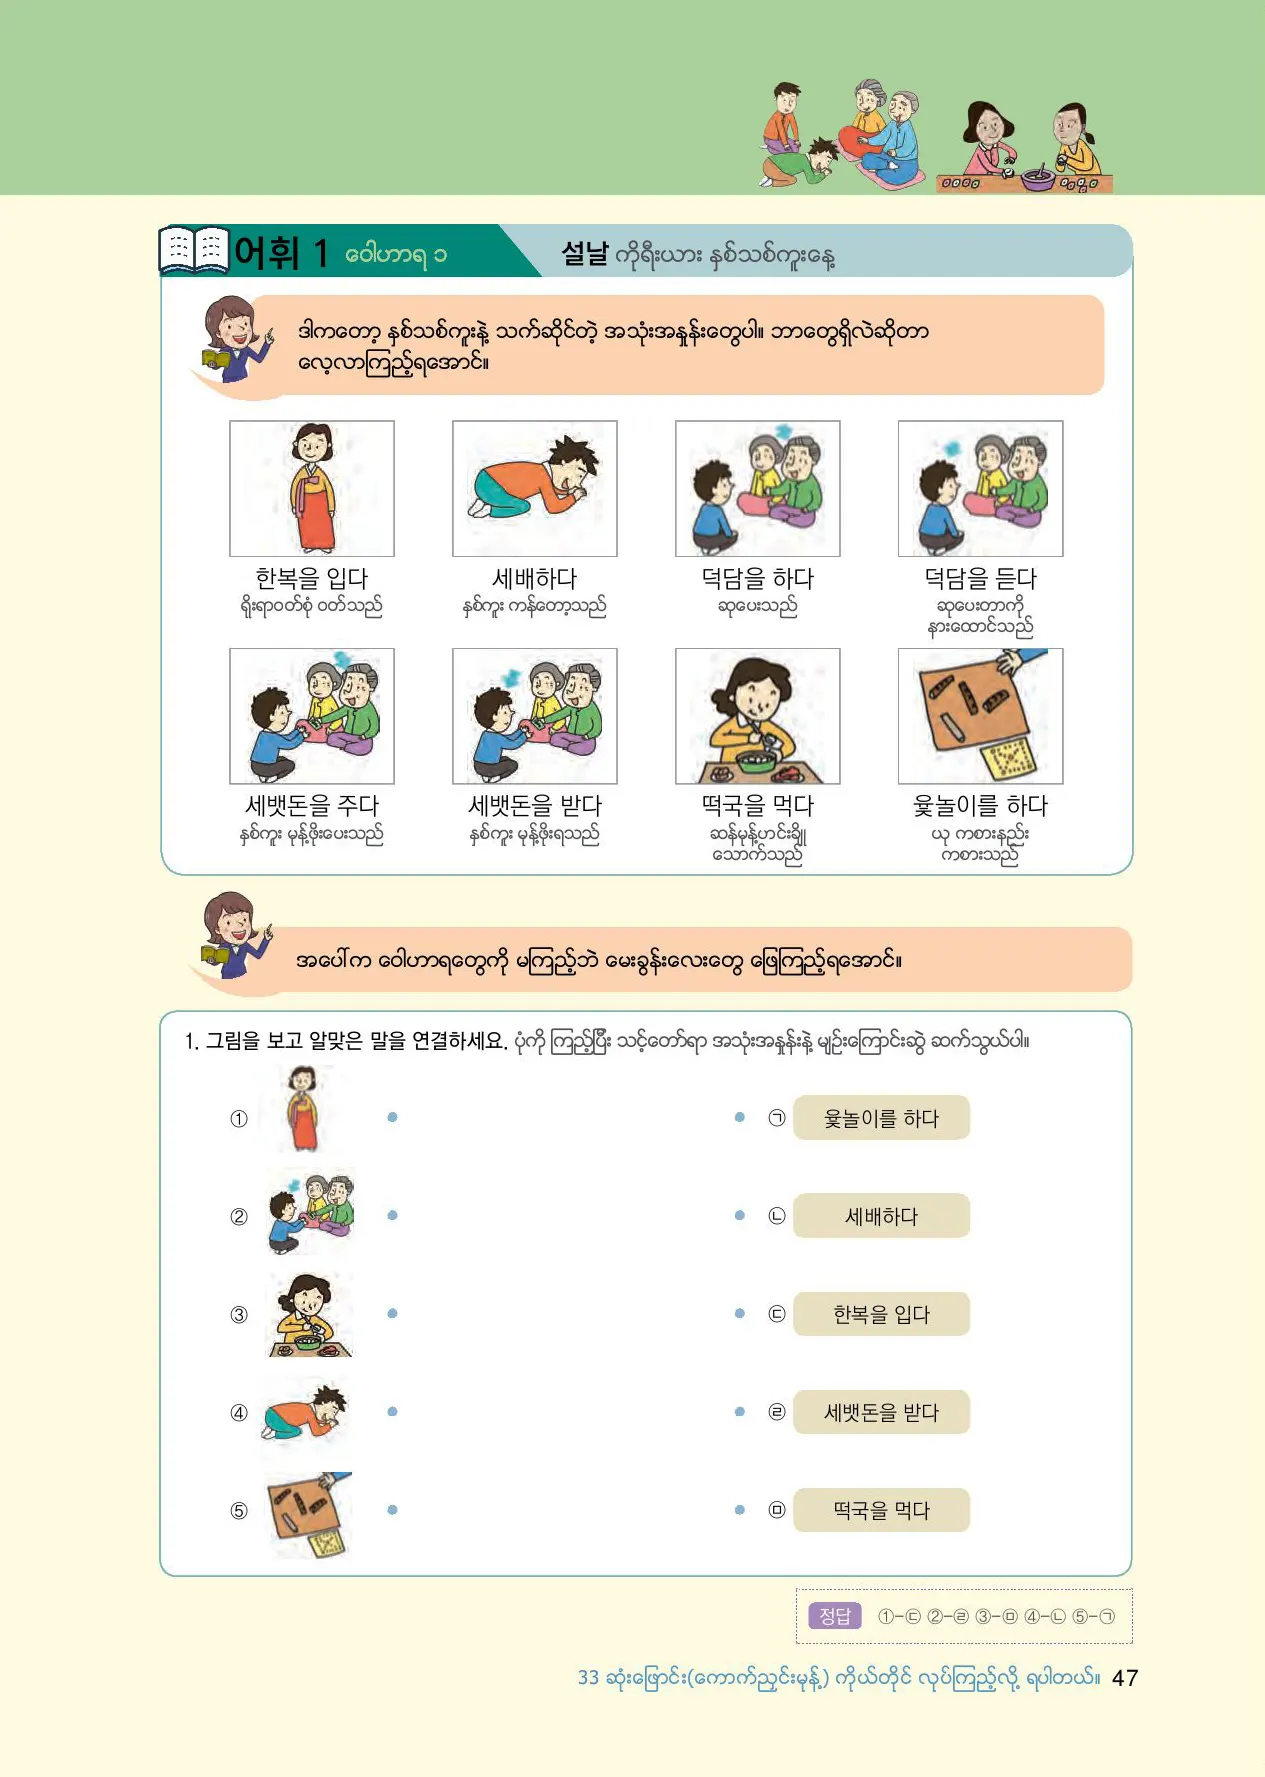 어휘 1 ဝေါဟာရ ၁
설날 ကိုရီးယား နှစ်သစ်ကူးနေ့
ဒါကတော့ နှစ်သစ်ကူးနဲ့ သက်ဆိုင်တဲ့ အသုံးအနှုန်းတွေပါ။ ဘာတွေရှိလဲဆိုတာ
လေ့လာကြည့်ရအောင်။
한복을 입다
ရိုးရာဝတ်စုံ ဝတ်သည်
세배하다
နှစ်ကူး ကန်တော့သည်
덕담을 하다
ဆုပေးသည်
덕담을 듣다
ဆုပေးတာကို
နားထောင်သည်
세뱃돈을 주다
နှစ်ကူး မုန့်ဖိုးပေးသည်
세뱃돈을 받다
နှစ်ကူး မုန့်ဖိုးရသည်
떡국을 먹다
ဆန်မုန့်ဟင်းချို
သောက်သည်
윷놀이를 하다
ယု ကစားနည်း
ကစားသည်
အပေါ်က ဝေါဟာရတွေကို မကြည့်ဘဲ မေးခွန်းလေးတွေ ဖြေကြည့်ရအောင်။
1. 그림을 보고 알맞은 말을 연결하세요. ပုံကို ကြည့်ပြီး သင့်တော်ရာ အသုံးအနှုန်းနဲ့ မျဉ်းကြောင်းဆွဲ ဆက်သွယ်ပါ။
① ㉠ 윷놀이를 하다
② ㉡ 세배하다
③ ㉢ 한복을 입다
④ ㉣ 세뱃돈을 받다
⑤ ㉤ 떡국을 먹다
정답 ①-㉢ ②-㉣ ③-㉤ ④-㉡ ⑤-㉠
33 ဆုံးဖြောင်း(ကောက်ညှင်းမုန့်) ကိုယ်တိုင် လုပ်ကြည့်လို့ ရပါတယ်။ 47